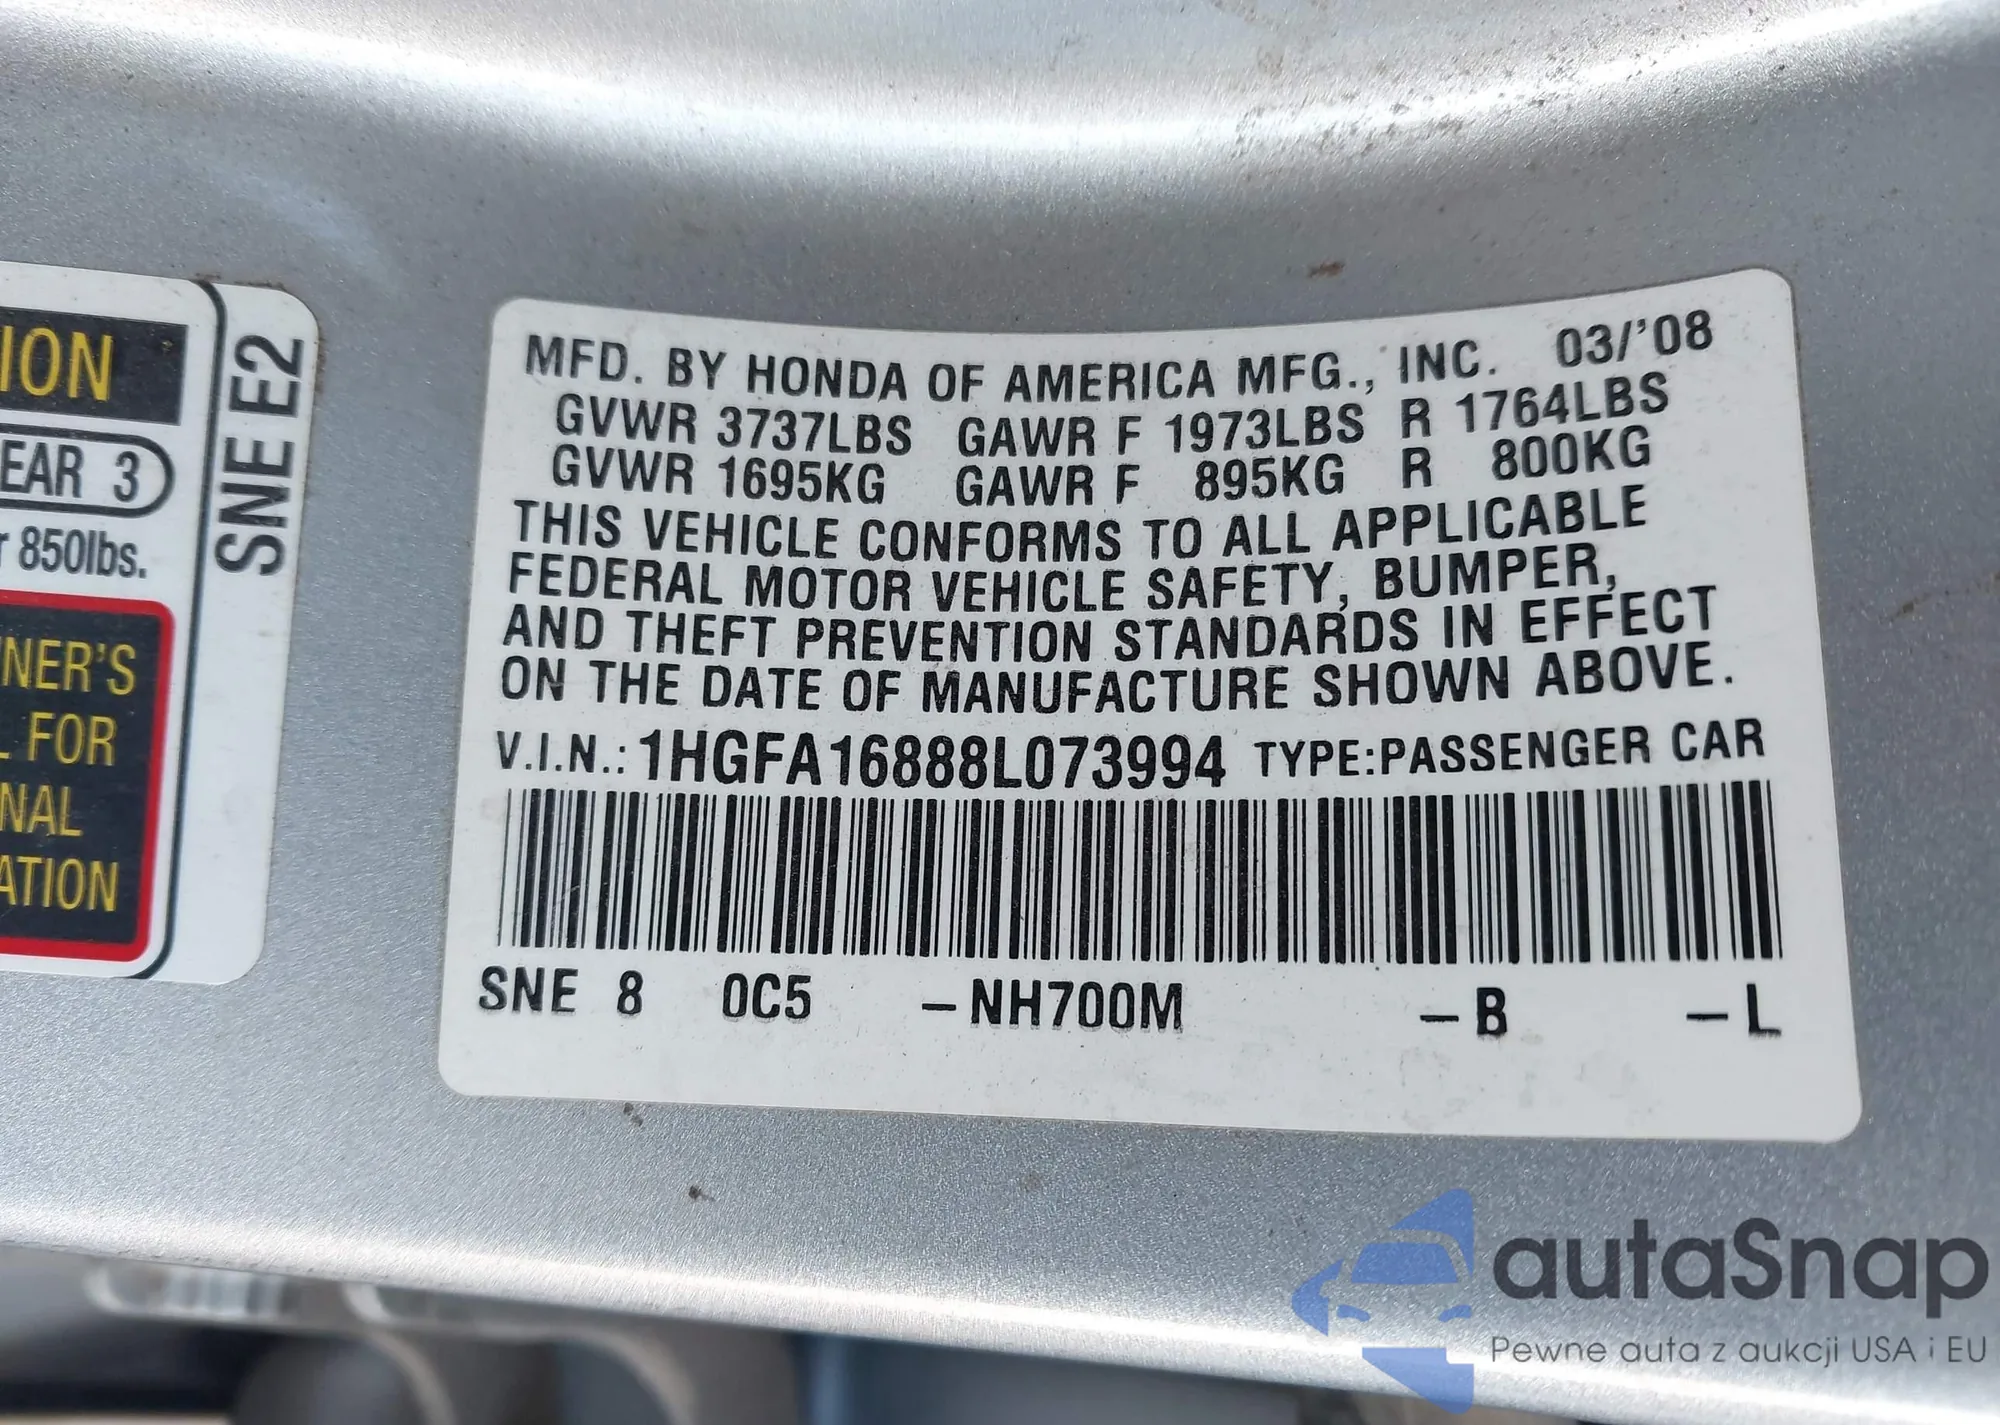 ION
EAR 3
850lbs.
NER'S
FOR
NAL
ATION
SNE E2
MFD. BY HONDA OF AMERICA MFG., INC. 03/'08
GVWR 3737LBS GAWR F 1973LBS R 1764LBS
GVWR 1695KG GAWR F 895KG R 800KG
THIS VEHICLE CONFORMS TO ALL APPLICABLE
FEDERAL MOTOR VEHICLE SAFETY, BUMPER,
AND THEFT PREVENTION STANDARDS IN EFFECT
ON THE DATE OF MANUFACTURE SHOWN ABOVE.
V.I.N.: 1HGFA16888L073994 TYPE:PASSENGER CAR
SNE 8 0C5 –NH700M –B –L
autaSnap
Pewne auta z aukcji USA i EU